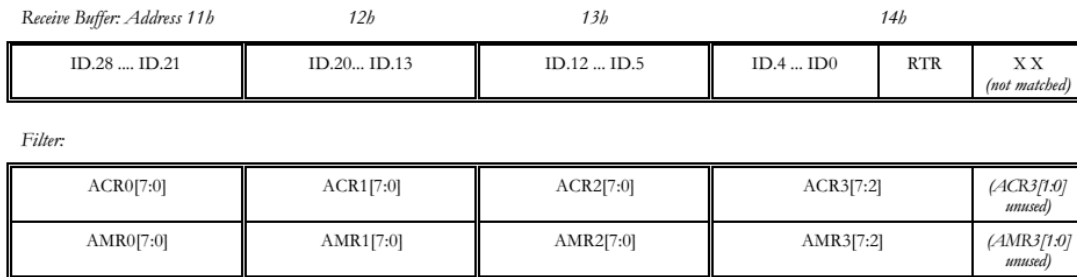 Receive Buffer: Address 11h 12h 13h 14h
ID.28 .... ID.21 ID.20... ID.13 ID.12 ... ID.5 ID.4 ... ID0 RTR X X
(not matched)
Filter:
ACR0[7:0] ACR1[7:0] ACR2[7:0] ACR3[7:2] (ACR3[1:0]
unused)
AMR0[7:0] AMR1[7:0] AMR2[7:0] AMR3[7:2] (AMR3[1:0]
unused)